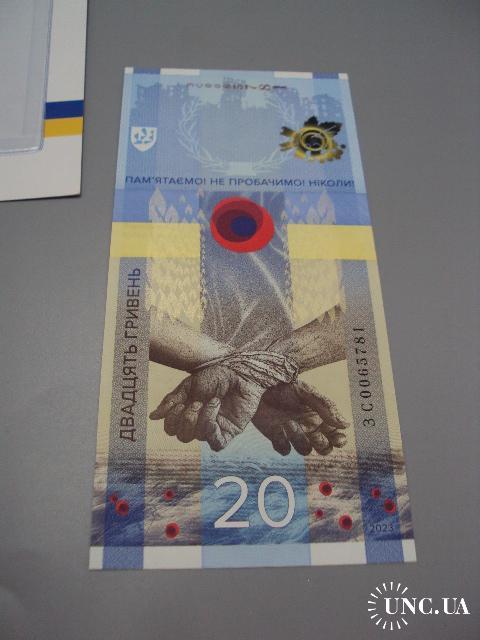 ПАМ'ЯТАЄМО! НЕ ПРОБАЧИМО! НІКОЛИ!
ДВАДЦЯТЬ ГРИВЕНЬ
ЗС0065781
20
2023
UNC.UA